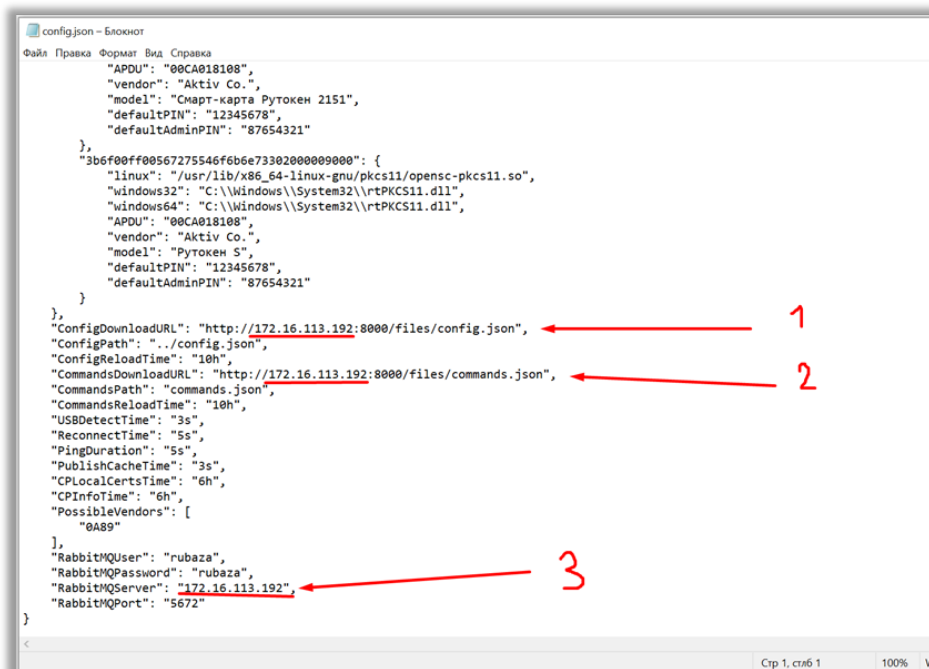 config.json – Блокнот
Файл Правка Формат Вид Справка
"APDU": "00CA018108",
"vendor": "Aktiv Co.",
"model": "Смарт-карта Рутокен 2151",
"defaultPIN": "12345678",
"defaultAdminPIN": "87654321"
},
"3b6f00ff00567275546f6b6e73302000009000": {
"linux": "/usr/lib/x86_64-linux-gnu/pkcs11/opensc-pkcs11.so",
"windows32": "C:\\Windows\\System32\\rtPKCS11.dll",
"windows64": "C:\\Windows\\System32\\rtPKCS11.dll",
"APDU": "00CA018108",
"vendor": "Aktiv Co.",
"model": "Рутокен S",
"defaultPIN": "12345678",
"defaultAdminPIN": "87654321"
}
},
"ConfigDownloadURL": "http://172.16.113.192:8000/files/config.json", 1
"ConfigPath": "../config.json",
"ConfigReloadTime": "10h",
"CommandsDownloadURL": "http://172.16.113.192:8000/files/commands.json", 2
"CommandsPath": "commands.json",
"CommandsReloadTime": "10h",
"USBDetectTime": "3s",
"ReconnectTime": "5s",
"PingDuration": "5s",
"PublishCacheTime": "3s",
"CPLocalCertsTime": "6h",
"CPInfoTime": "6h",
"PossibleVendors": [
"0A89"
],
"RabbitMQUser": "rubaza",
"RabbitMQPassword": "rubaza",
"RabbitMQServer": "172.16.113.192", 3
"RabbitMQPort": "5672"
}
Стр 1, стлб 1 100%